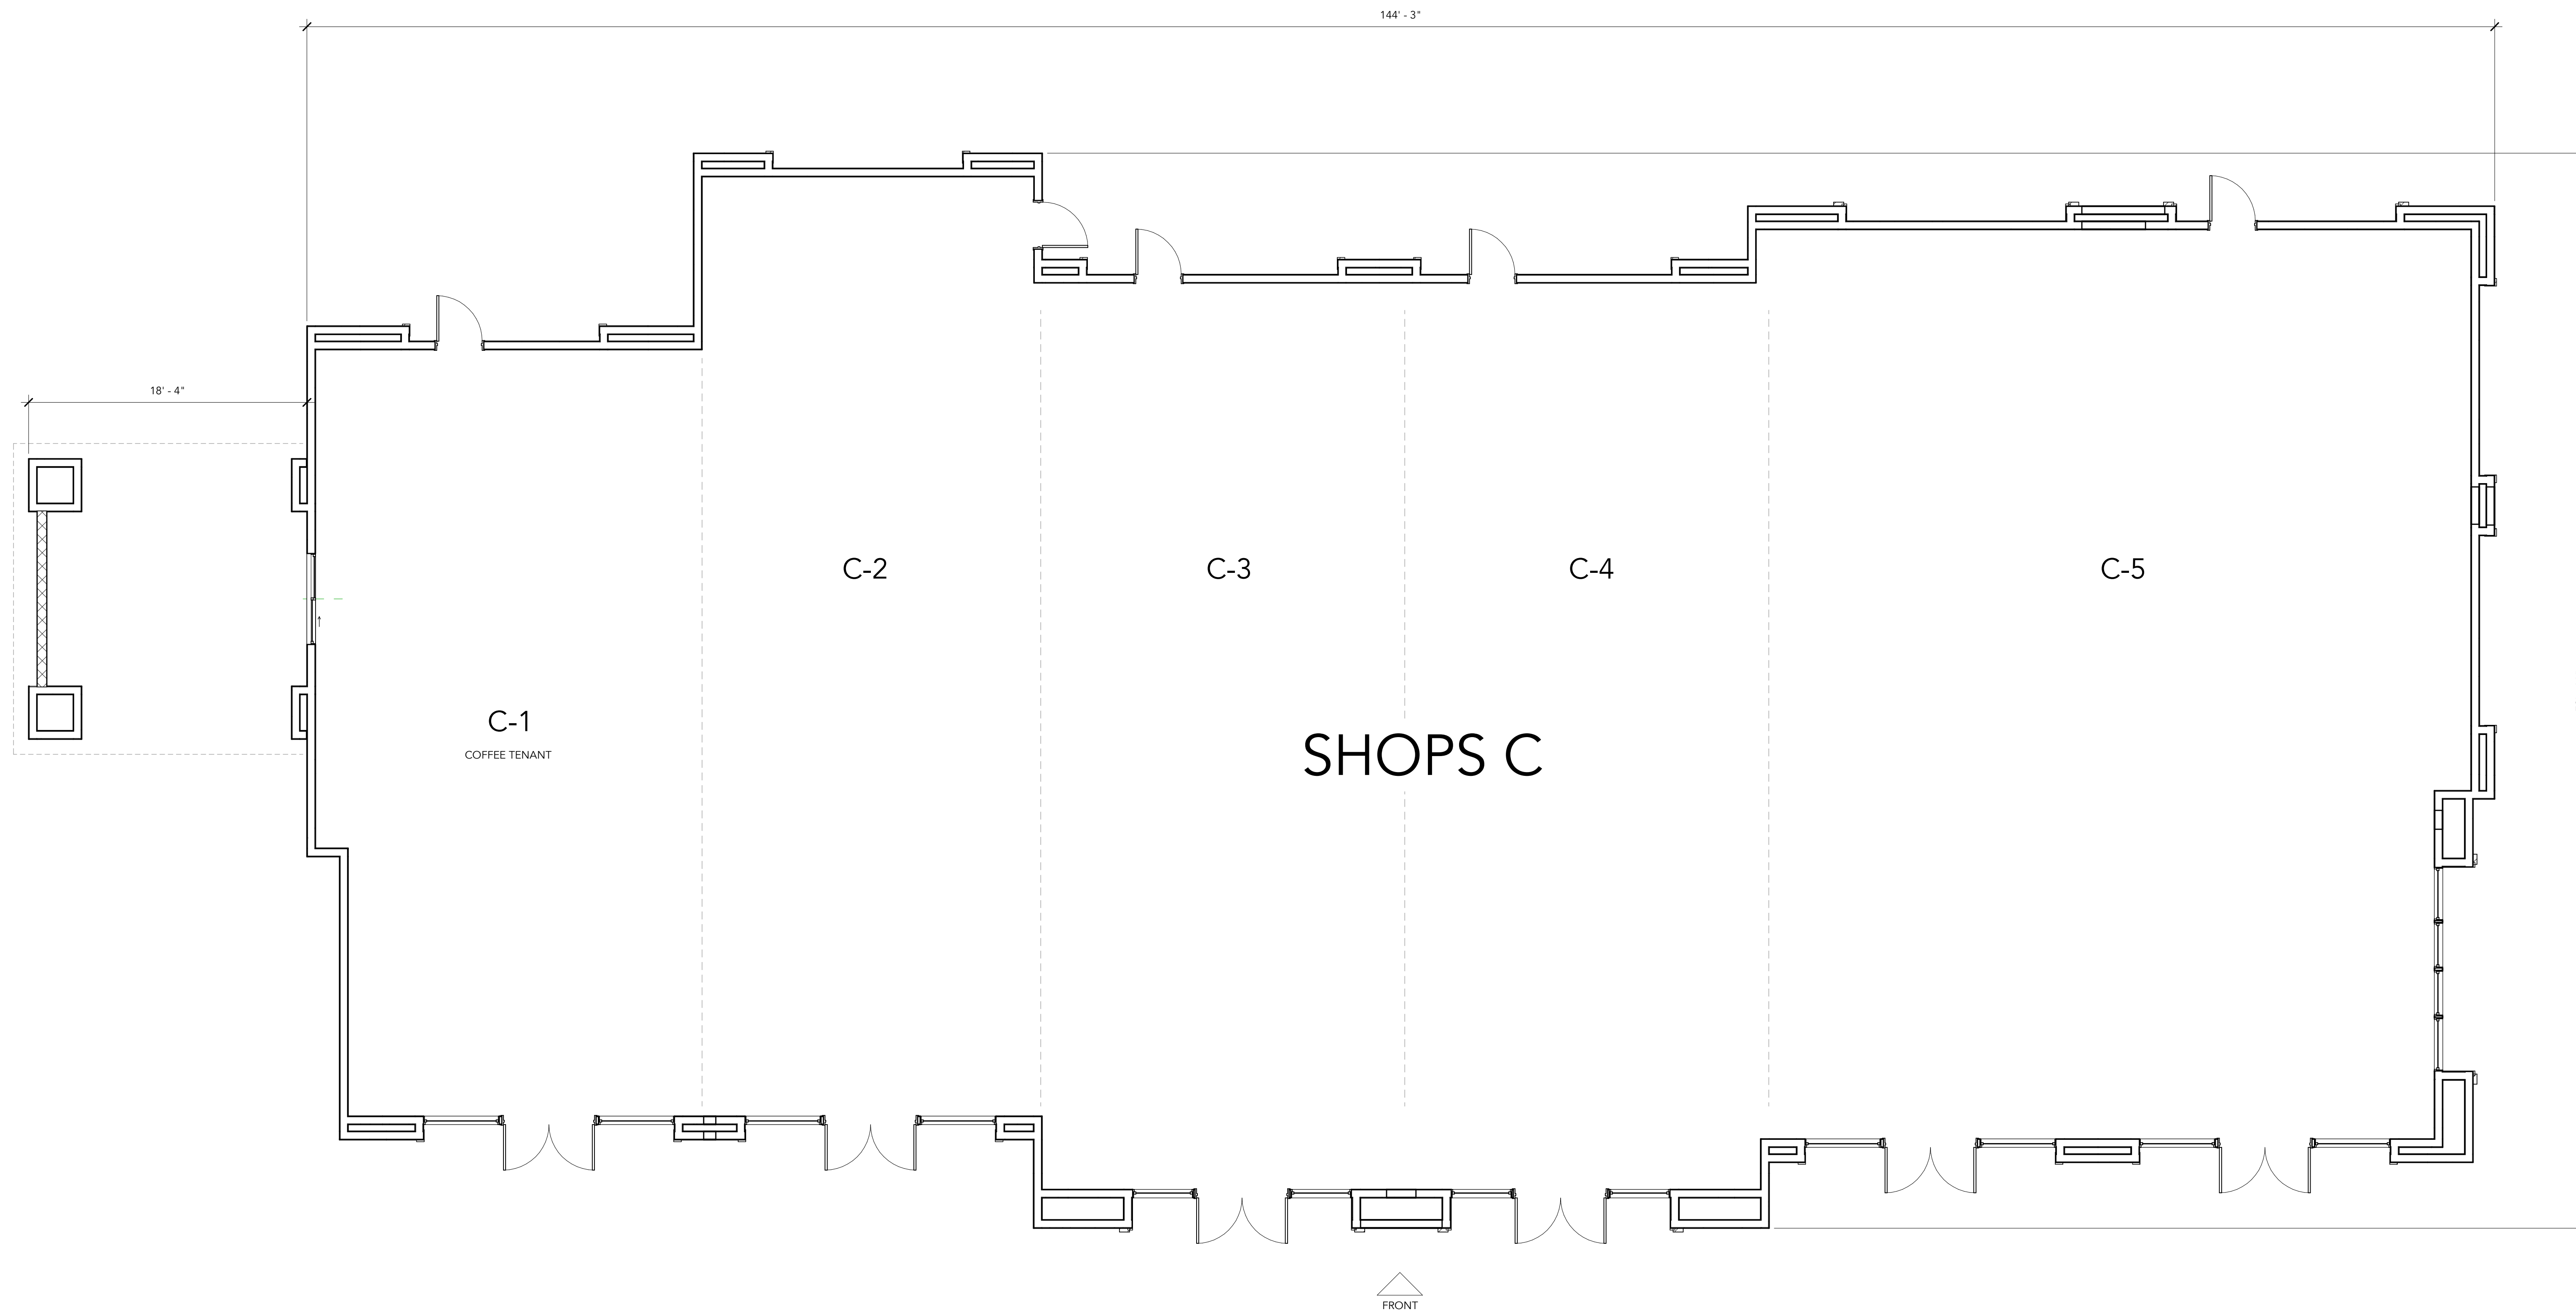 144' - 3"
18' - 4"
C-2
C-3
C-4
C-5
C-1
COFFEE TENANT
SHOPS C
FRONT